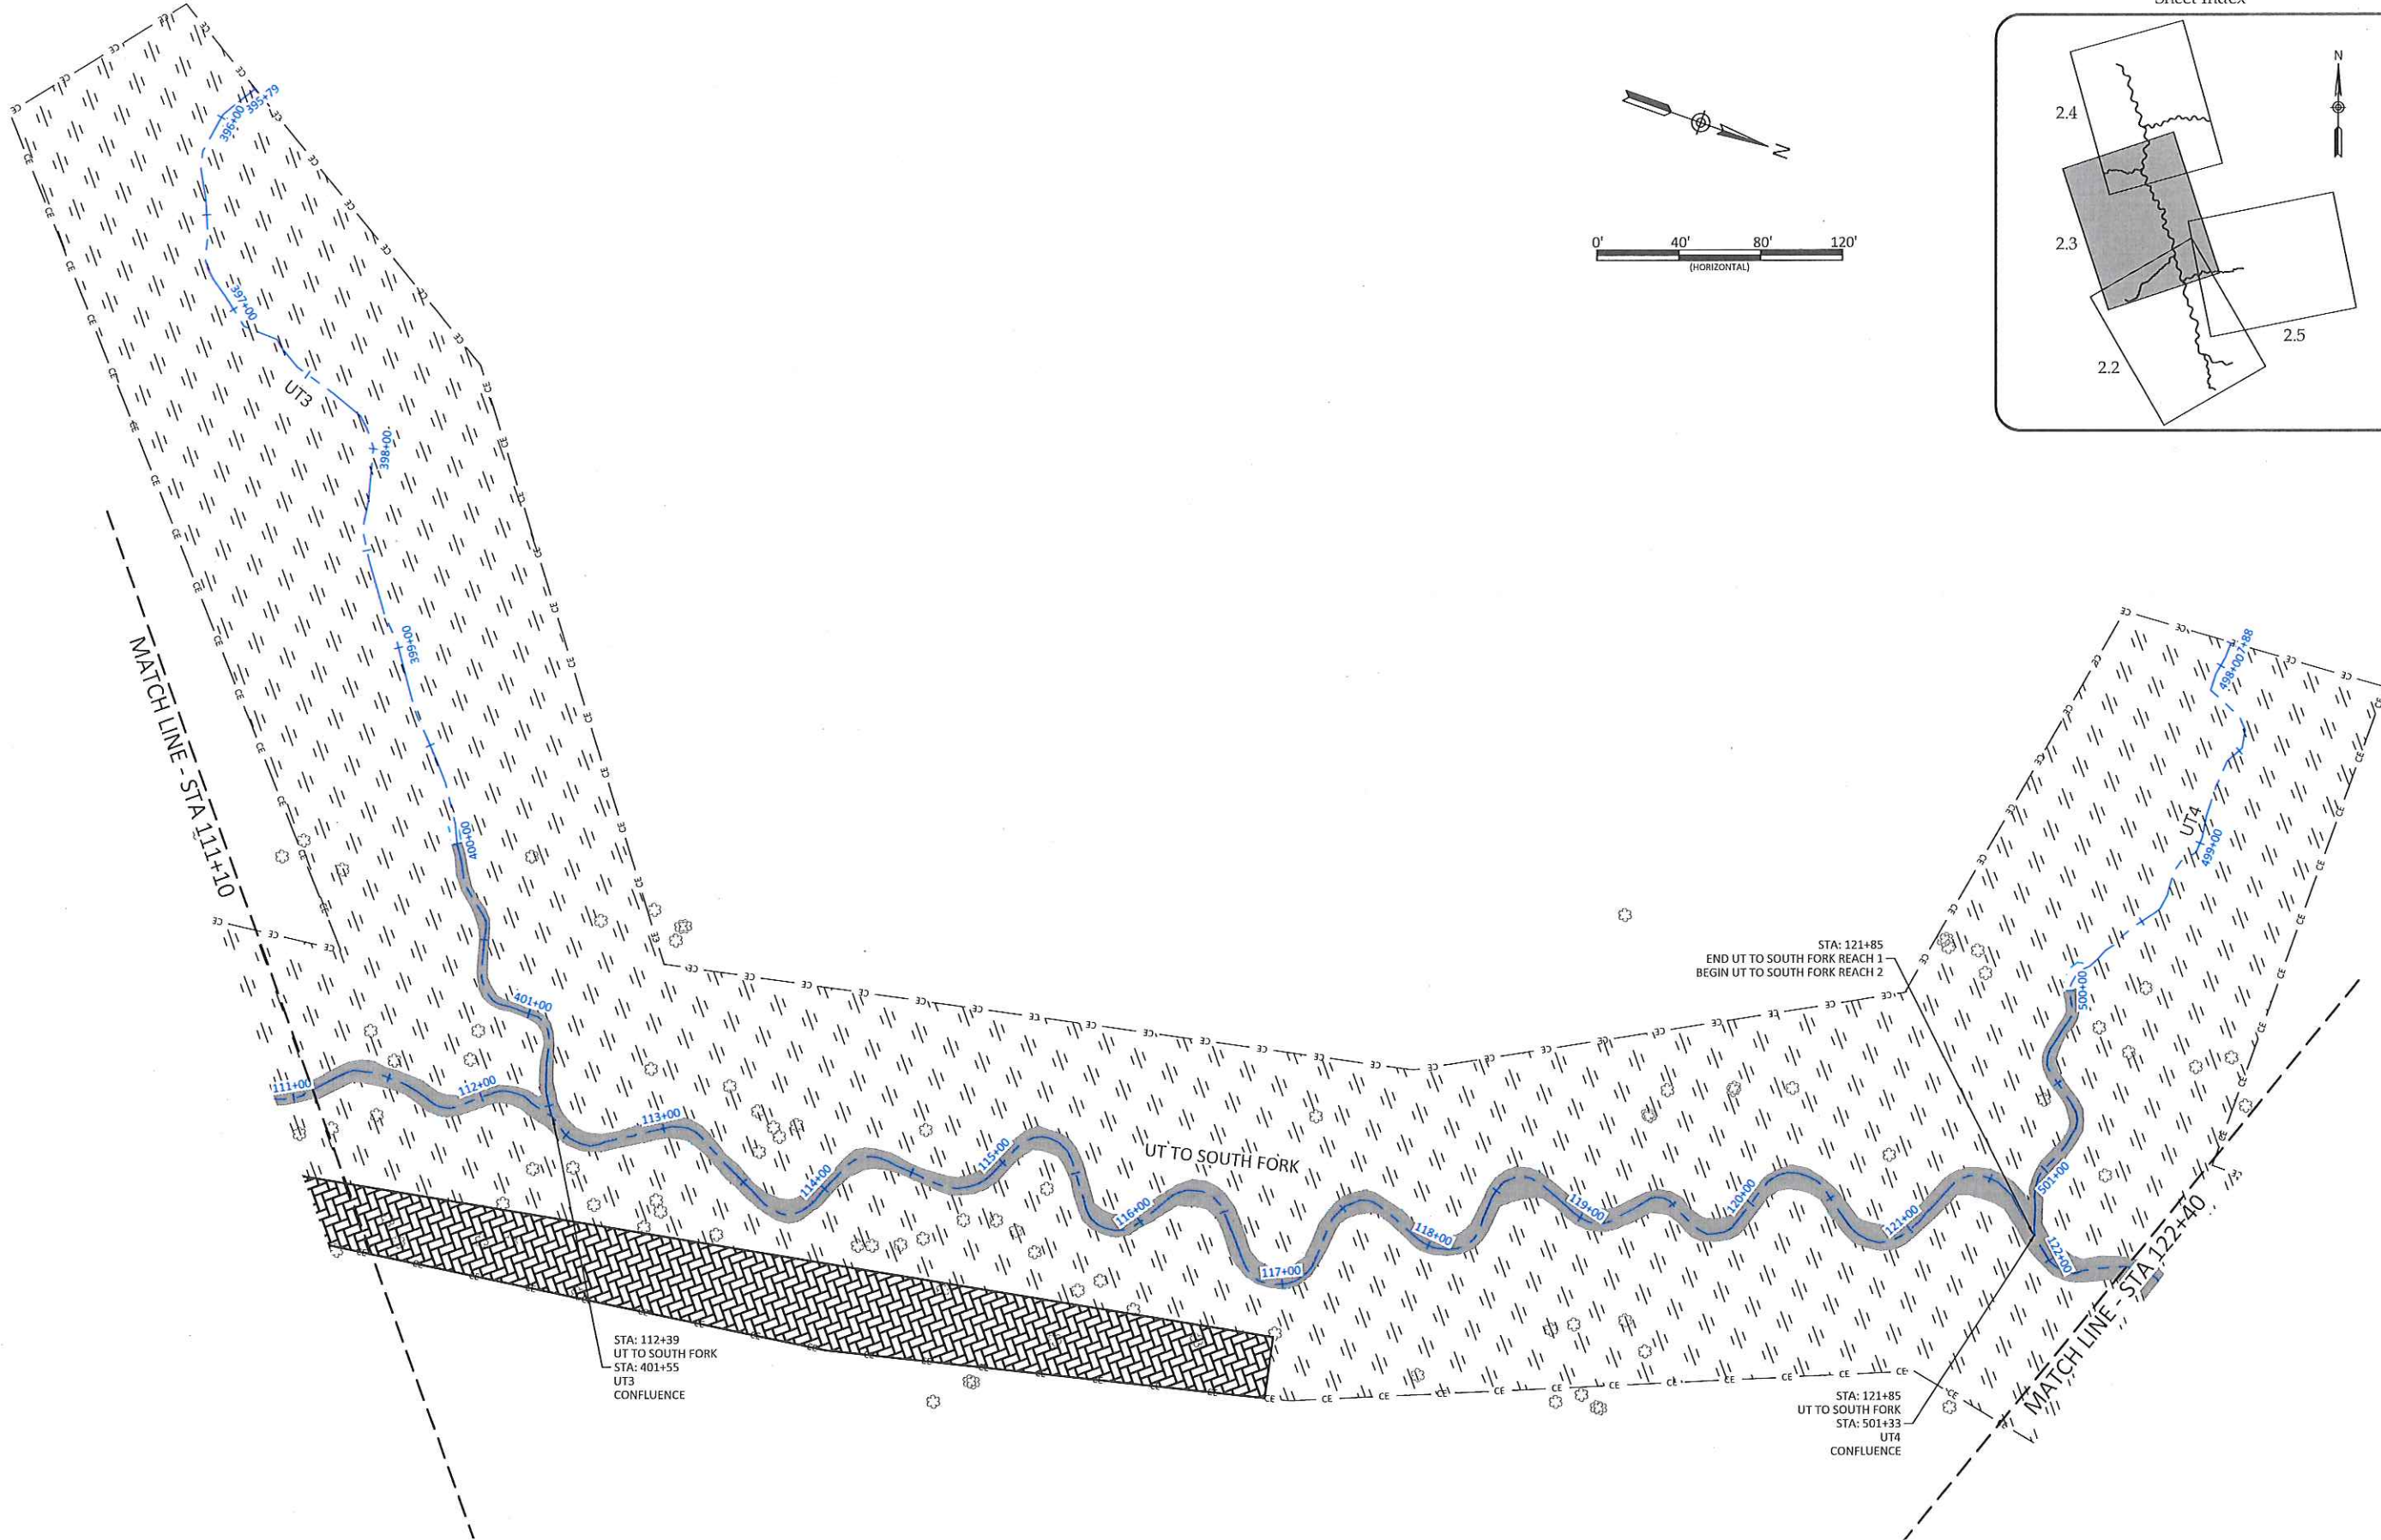 Sheet Index
N
2.4
2.3
2.5
2.2
N
0' 40' 80' 120'
(HORIZONTAL)
395+79
396+00
397+00
UT3
398+00
399+00
400+00
401+00
MATCH LINE - STA 111+10
111+00
112+00
113+00
114+00
115+00
UT TO SOUTH FORK
116+00
117+00
118+00
119+00
120+00
121+00
122+00
STA: 112+39
UT TO SOUTH FORK
STA: 401+55
UT3
CONFLUENCE
STA: 121+85
END UT TO SOUTH FORK REACH 1
BEGIN UT TO SOUTH FORK REACH 2
498+00
UT4
499+00
500+00
501+00
STA: 121+85
UT TO SOUTH FORK
STA: 501+33
UT4
CONFLUENCE
MATCH LINE - STA 122+40
CE